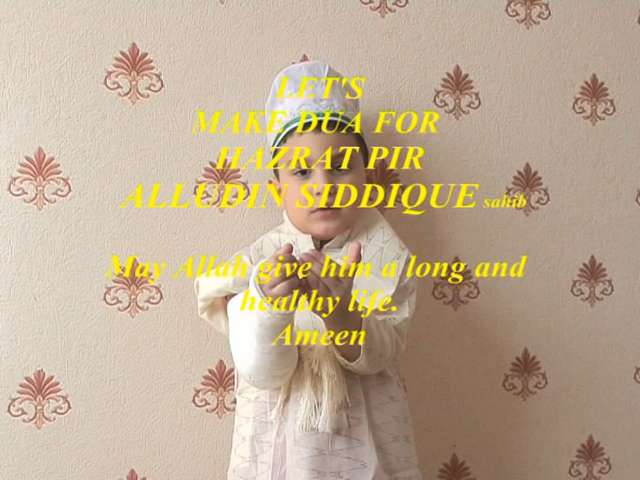 LET'S
MAKE DUA FOR
HAZRAT PIR
ALLUDIN SIDDIQUE sahib
May Allah give him a long and
healthy life.
Ameen